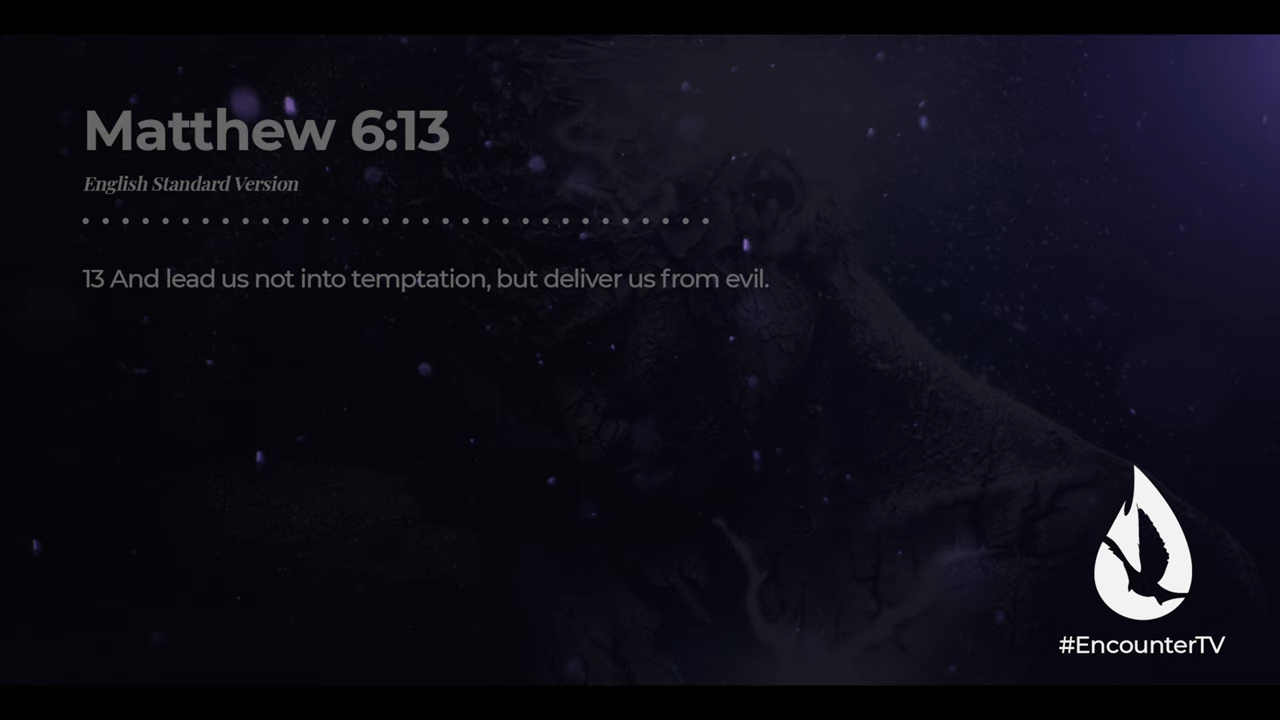 Matthew 6:13
English Standard Version
13 And lead us not into temptation, but deliver us from evil.
#EncounterTV